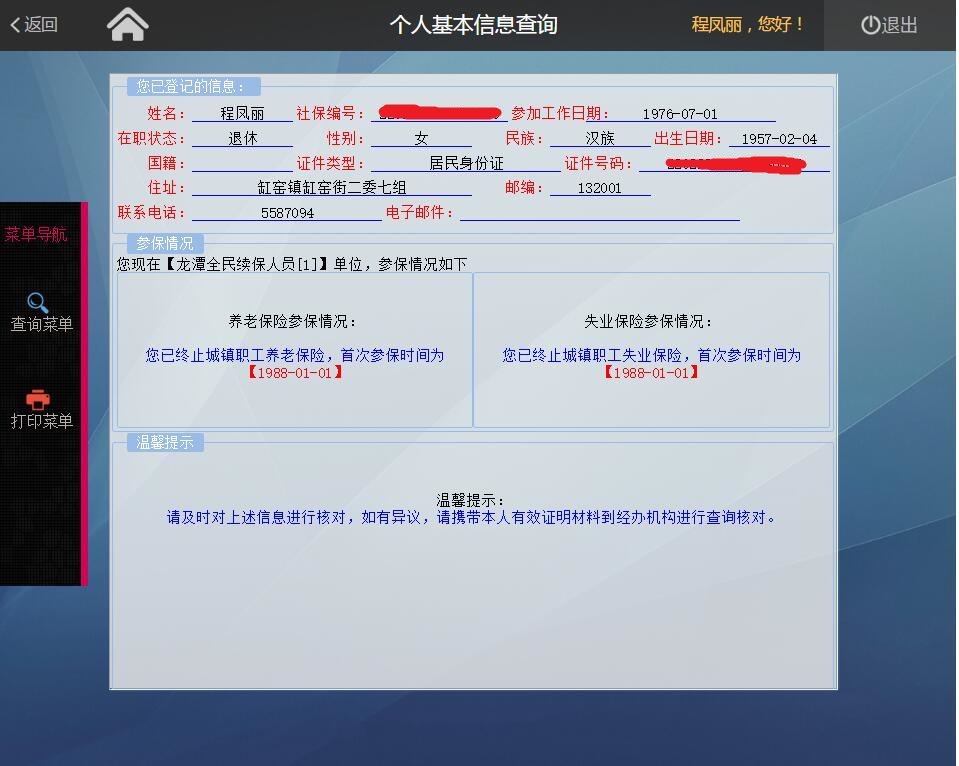 返回
个人基本信息查询
程凤丽，您好！
退出
您已登记的信息：
姓名： 程凤丽 社保编号： 参加工作日期： 1976-07-01
在职状态： 退休 性别： 女 民族： 汉族 出生日期： 1957-02-04
国籍： 证件类型： 居民身份证 证件号码：
住址： 缸窑镇缸窑街二委七组 邮编： 132001
联系电话： 5587094 电子邮件：
菜单导航
查询菜单
打印菜单
参保情况
您现在【龙潭全民续保人员[1]】单位，参保情况如下
养老保险参保情况：
您已终止城镇职工养老保险，首次参保时间为
【1988-01-01】
失业保险参保情况：
您已终止城镇职工失业保险，首次参保时间为
【1988-01-01】
温馨提示
温馨提示：
请及时对上述信息进行核对，如有异议，请携带本人有效证明材料到经办机构进行查询核对。